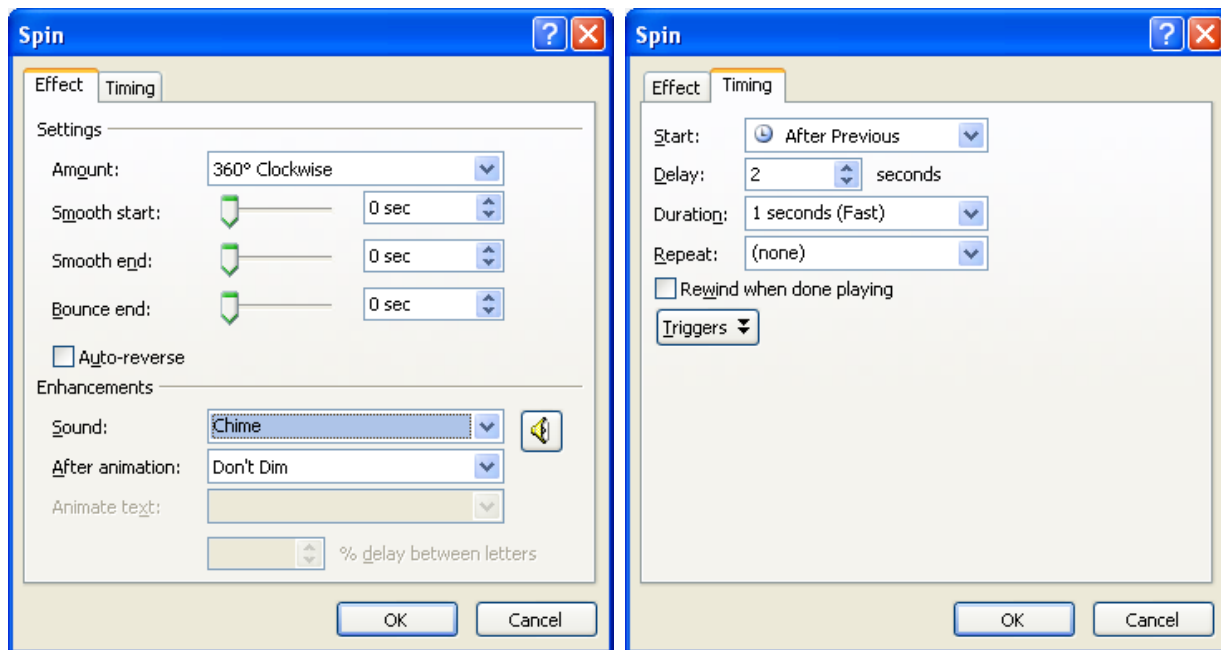 Spin
Effect Timing
Settings
Amount: 360° Clockwise
Smooth start: 0 sec
Smooth end: 0 sec
Bounce end: 0 sec
Auto-reverse
Enhancements
Sound: Chime
After animation: Don't Dim
Animate text:
% delay between letters
OK Cancel
Spin
Effect Timing
Start: After Previous
Delay: 2 seconds
Duration: 1 seconds (Fast)
Repeat: (none)
Rewind when done playing
Triggers
OK Cancel